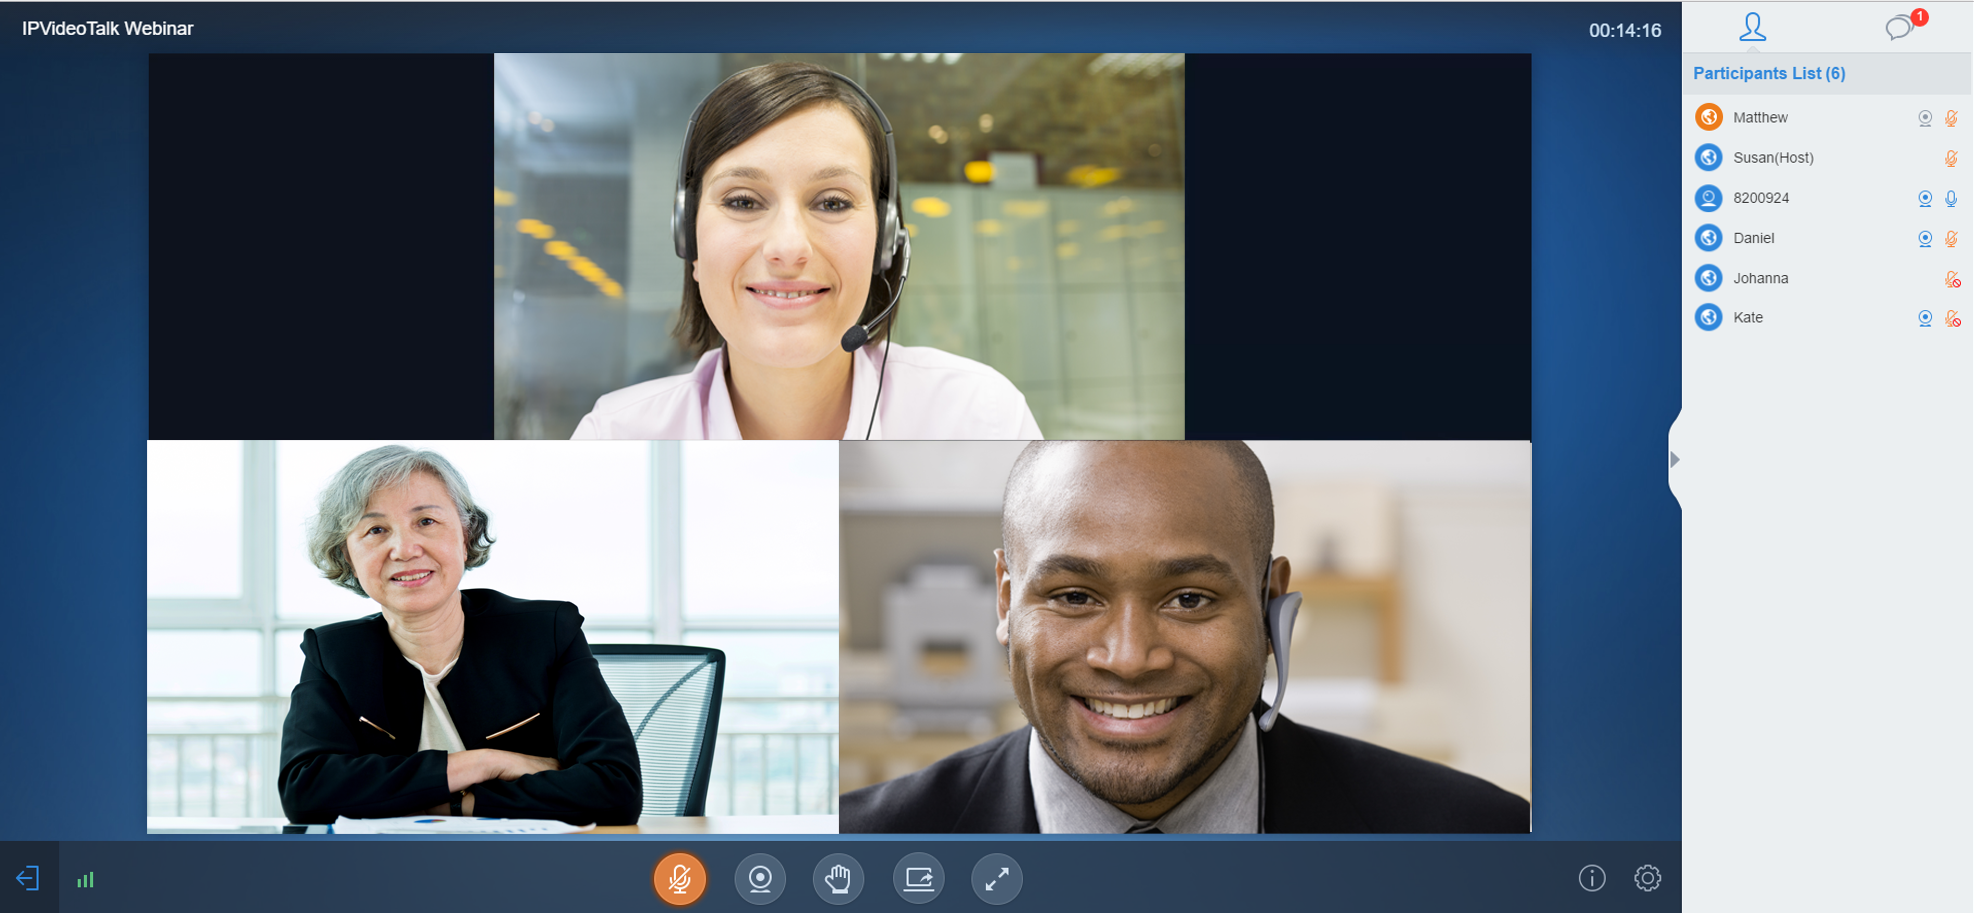 IPVideoTalk Webinar
00:14:16
1
Participants List (6)
Matthew
Susan(Host)
8200924
Daniel
Johanna
Kate